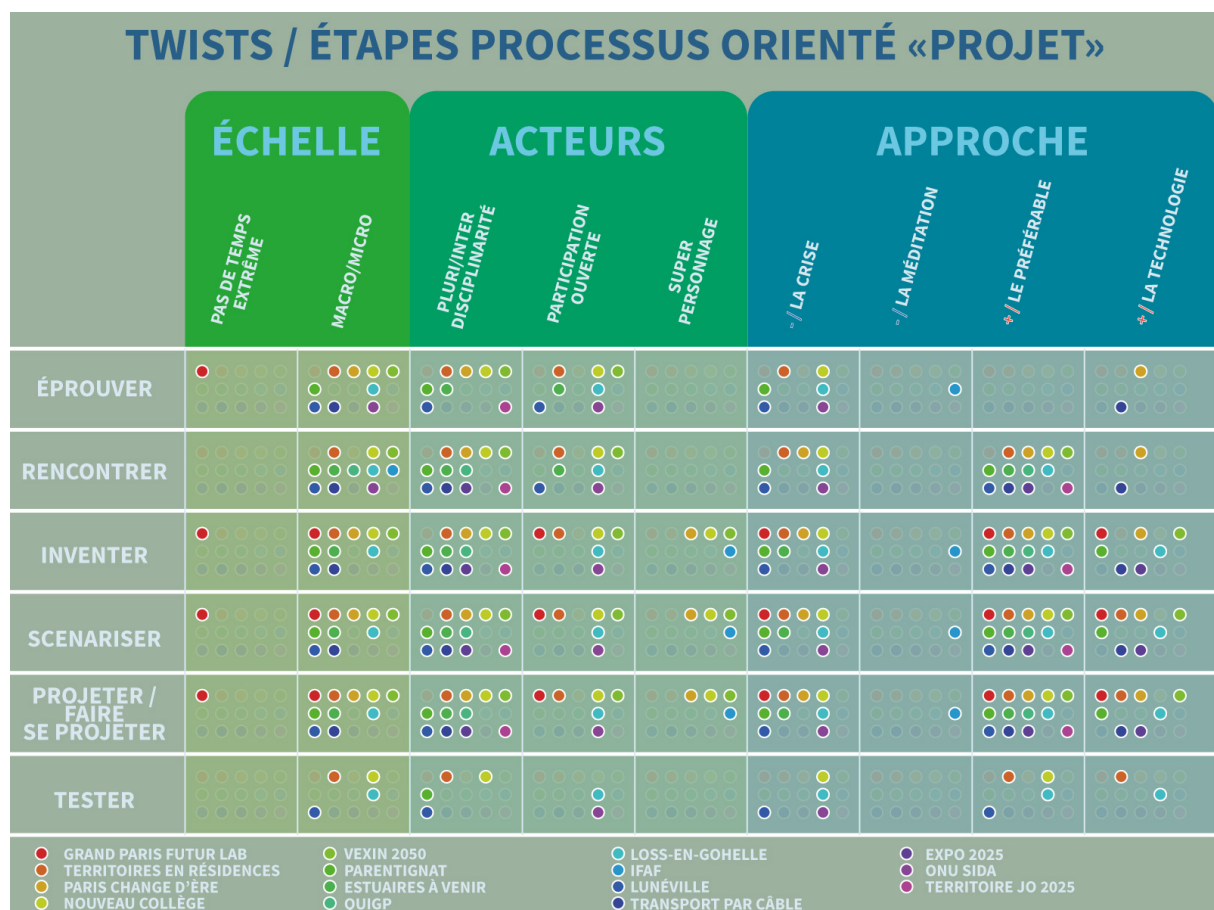 TWISTS / ÉTAPES PROCESSUS ORIENTÉ «PROJET»
ÉCHELLE
ACTEURS
APPROCHE
PAS DE TEMPS
EXTRÊME
MACRO/MICRO
PLURI/INTER
DISCIPLINARITÉ
PARTICIPATION
OUVERTE
SUPER
PERSONNAGE
- / LA CRISE
- / LA MÉDITATION
+ / LE PRÉFÉRABLE
+ / LA TECHNOLOGIE
ÉPROUVER
RENCONTRER
INVENTER
SCENARISER
PROJETER /
FAIRE
SE PROJETER
TESTER
GRAND PARIS FUTUR LAB
TERRITOIRES EN RÉSIDENCES
PARIS CHANGE D'ÈRE
NOUVEAU COLLÈGE
VEXIN 2050
PARENTIGNAT
ESTUAIRES À VENIR
QUIGP
LOSS-EN-GOHELLE
IFAF
LUNÉVILLE
TRANSPORT PAR CÂBLE
EXPO 2025
ONU SIDA
TERRITOIRE JO 2025